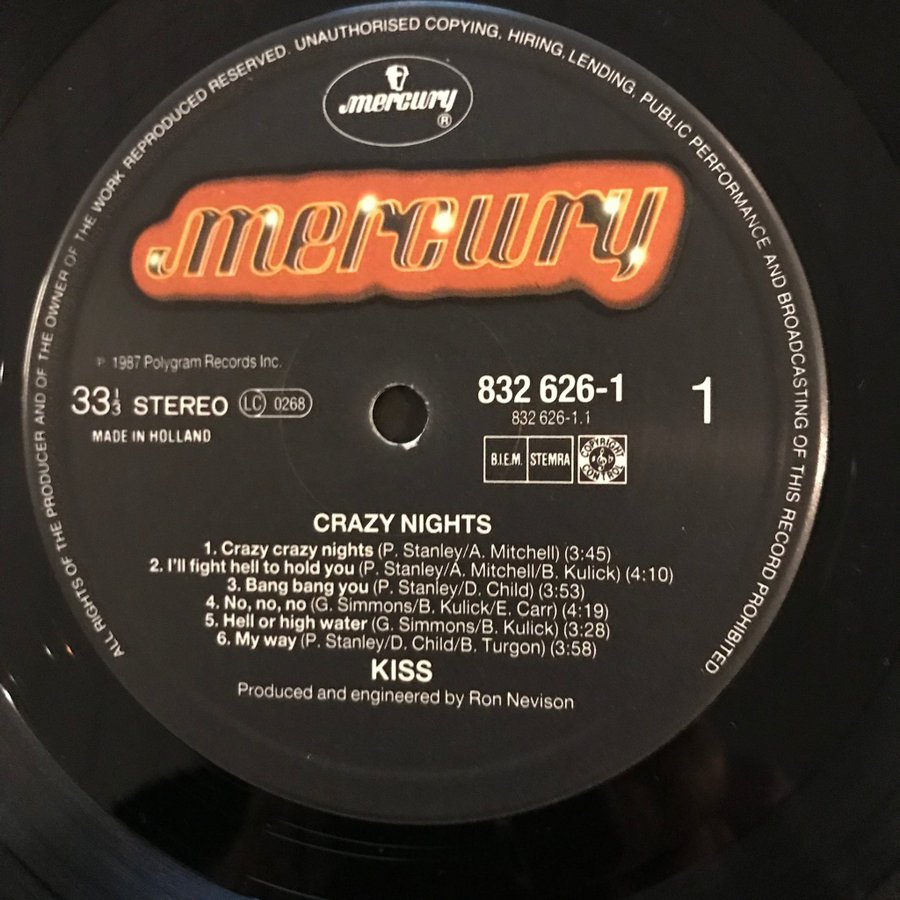 ALL RIGHTS OF THE PRODUCER AND OF THE OWNER OF THE WORK REPRODUCED RESERVED. UNAUTHORISED COPYING, HIRING, LENDING, PUBLIC PERFORMANCE AND BROADCASTING OF THIS RECORD PROHIBITED.
mercury
®
mercury
℗ 1987 Polygram Records Inc.
33⅓ STEREO LC 0268
MADE IN HOLLAND
832 626-1
832 626-1.1
1
B.I.E.M. STEMRA COPYRIGHT CONTROL
CRAZY NIGHTS
1. Crazy crazy nights (P. Stanley/A. Mitchell) (3:45)
2. I'll fight hell to hold you (P. Stanley/A. Mitchell/B. Kulick) (4:10)
3. Bang bang you (P. Stanley/D. Child) (3:53)
4. No, no, no (G. Simmons/B. Kulick/E. Carr) (4:19)
5. Hell or high water (G. Simmons/B. Kulick) (3:28)
6. My way (P. Stanley/D. Child/B. Turgon) (3:58)
KISS
Produced and engineered by Ron Nevison